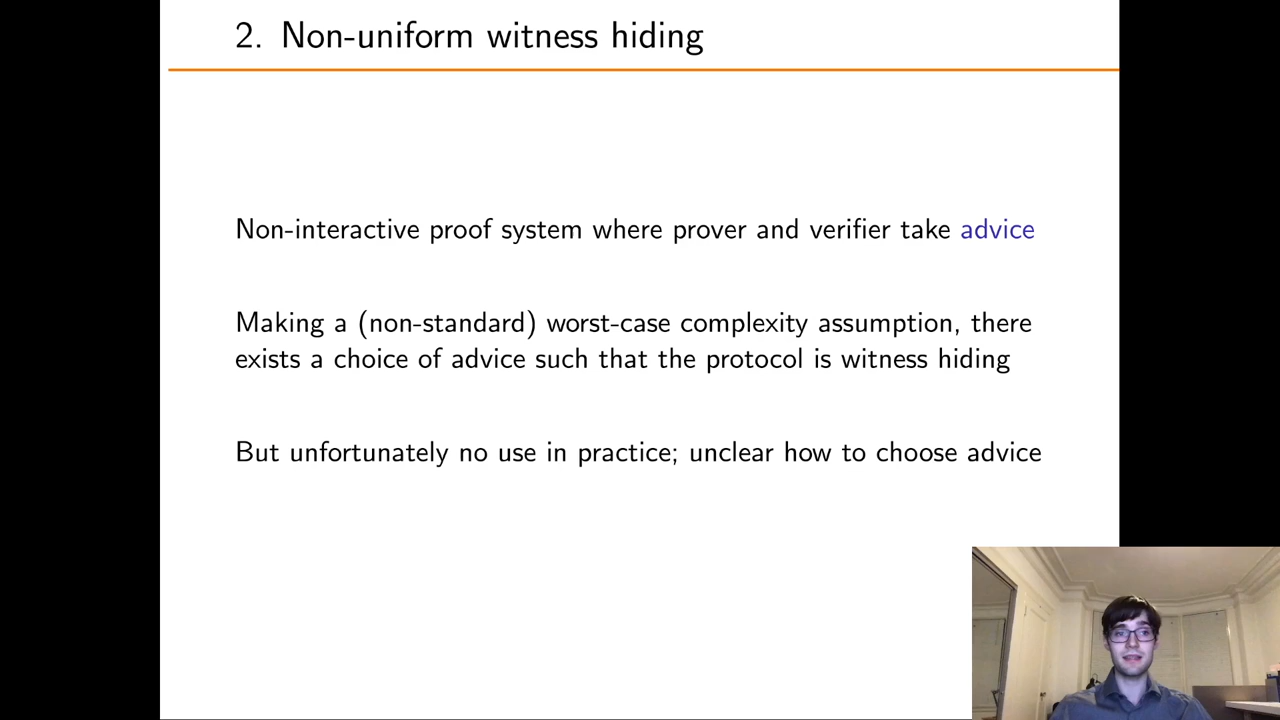 2. Non-uniform witness hiding
Non-interactive proof system where prover and verifier take advice
Making a (non-standard) worst-case complexity assumption, there
exists a choice of advice such that the protocol is witness hiding
But unfortunately no use in practice; unclear how to choose advice